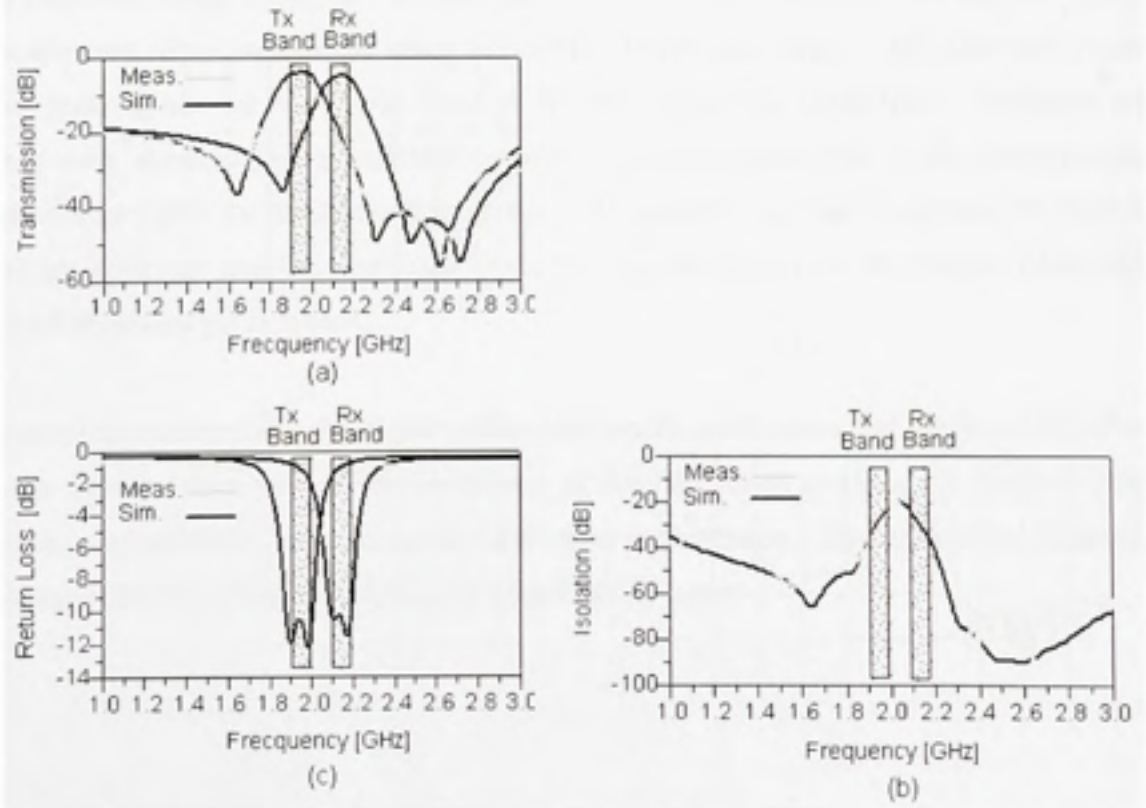 Tx Rx
Band Band
Transmission [dB]
0
-20
-40
-60
Meas.
Sim.
1.0 1.2 1.4 1.6 1.8 2.0 2.2 2.4 2.6 2.8 3.0
Frecquency [GHz]
(a)
Tx Rx
Band Band
Return Loss [dB]
0
-2
-4
-6
-8
-10
-12
-14
Meas.
Sim.
1.0 1.2 1.4 1.6 1.8 2.0 2.2 2.4 2.6 2.8 3.0
Frecquency [GHz]
(c)
Tx Rx
Band Band
Isolation [dB]
0
-20
-40
-60
-80
-100
Meas.
Sim.
1.0 1.2 1.4 1.6 1.8 2.0 2.2 2.4 2.6 2.8 3.0
Frequency [GHz]
(b)